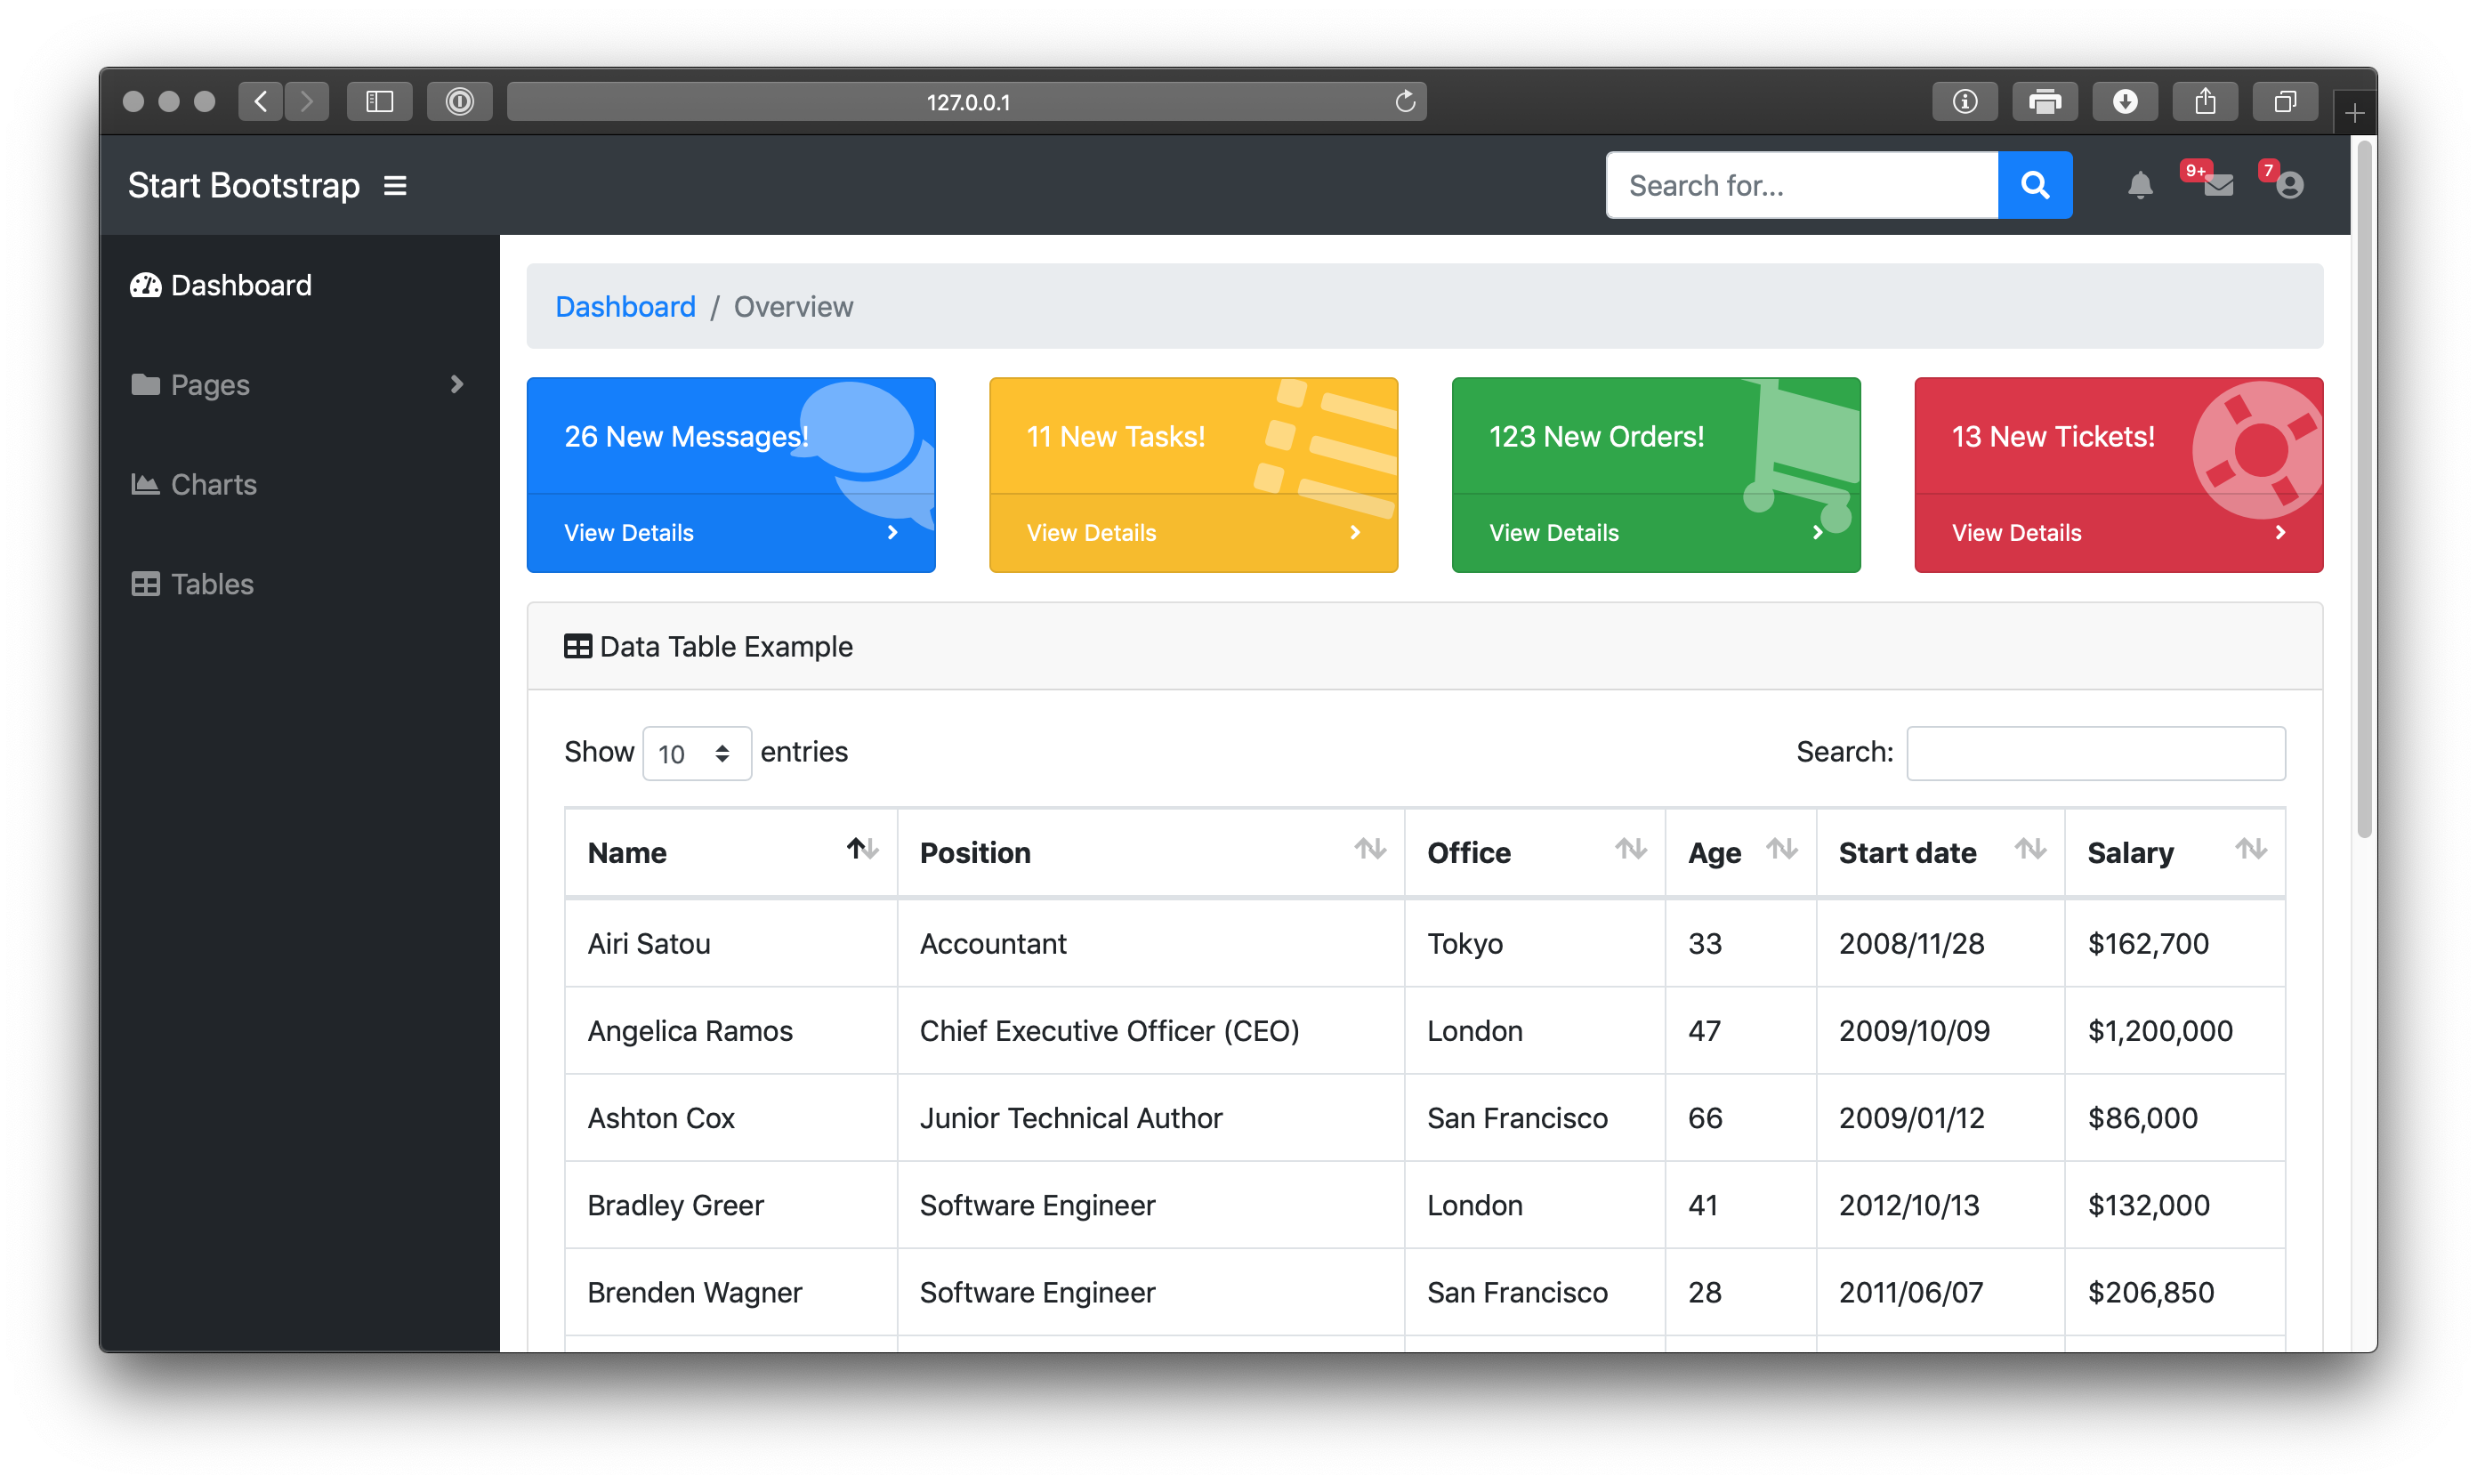 127.0.0.1
Start Bootstrap
Search for...
9+
7
Dashboard
Pages
Charts
Tables
Dashboard / Overview
26 New Messages!
View Details
11 New Tasks!
View Details
123 New Orders!
View Details
13 New Tickets!
View Details
Data Table Example
Show 10 entries
Search:
Name Position Office Age Start date Salary
Airi Satou Accountant Tokyo 33 2008/11/28 $162,700
Angelica Ramos Chief Executive Officer (CEO) London 47 2009/10/09 $1,200,000
Ashton Cox Junior Technical Author San Francisco 66 2009/01/12 $86,000
Bradley Greer Software Engineer London 41 2012/10/13 $132,000
Brenden Wagner Software Engineer San Francisco 28 2011/06/07 $206,850